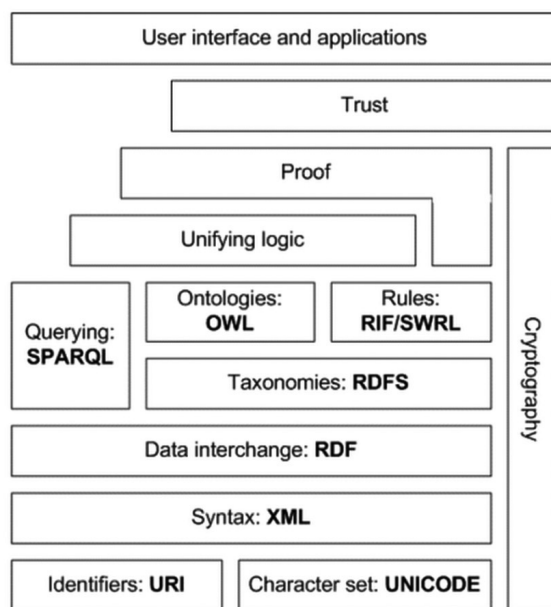 User interface and applications
Trust
Proof
Unifying logic
Querying:
SPARQL
Ontologies:
OWL
Rules:
RIF/SWRL
Taxonomies: RDFS
Cryptography
Data interchange: RDF
Syntax: XML
Identifiers: URI
Character set: UNICODE